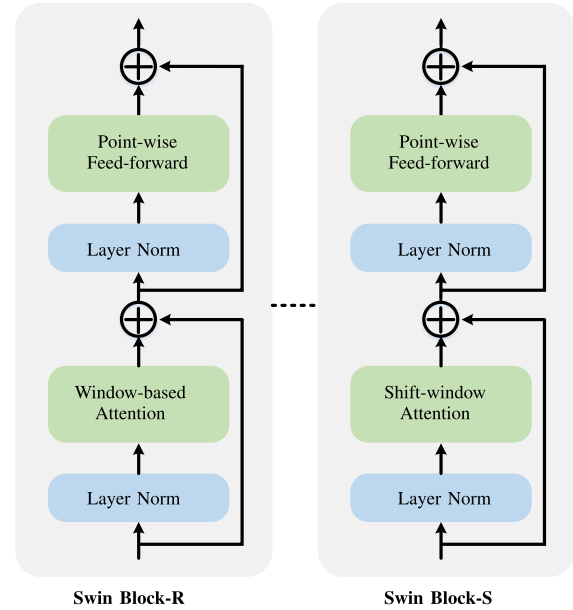 Point-wise
Feed-forward
Layer Norm
Window-based
Attention
Layer Norm
Swin Block-R
Point-wise
Feed-forward
Layer Norm
Shift-window
Attention
Layer Norm
Swin Block-S